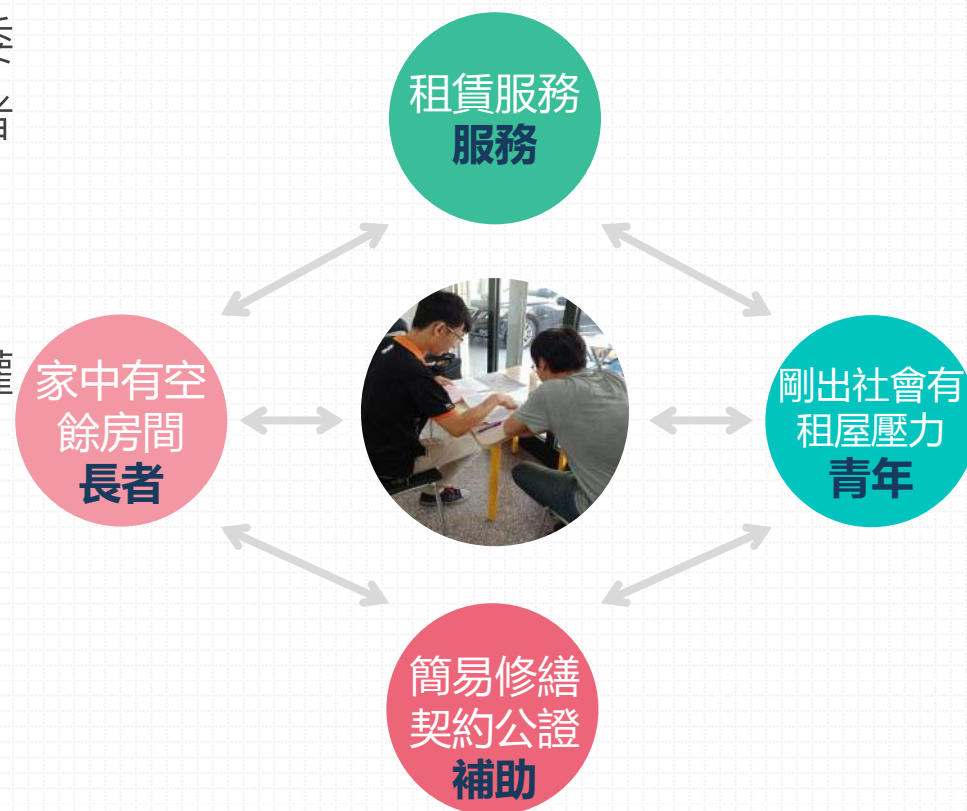 租賃服務
服務
家中有空
餘房間
長者
剛出社會有
租屋壓力
青年
簡易修繕
契約公證
補助